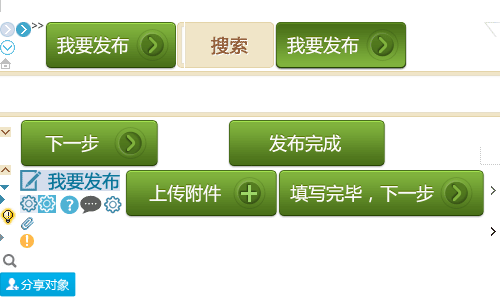 >>
我要发布
搜索
我要发布
下一步
发布完成
我要发布
上传附件
填写完毕，下一步
分享对象